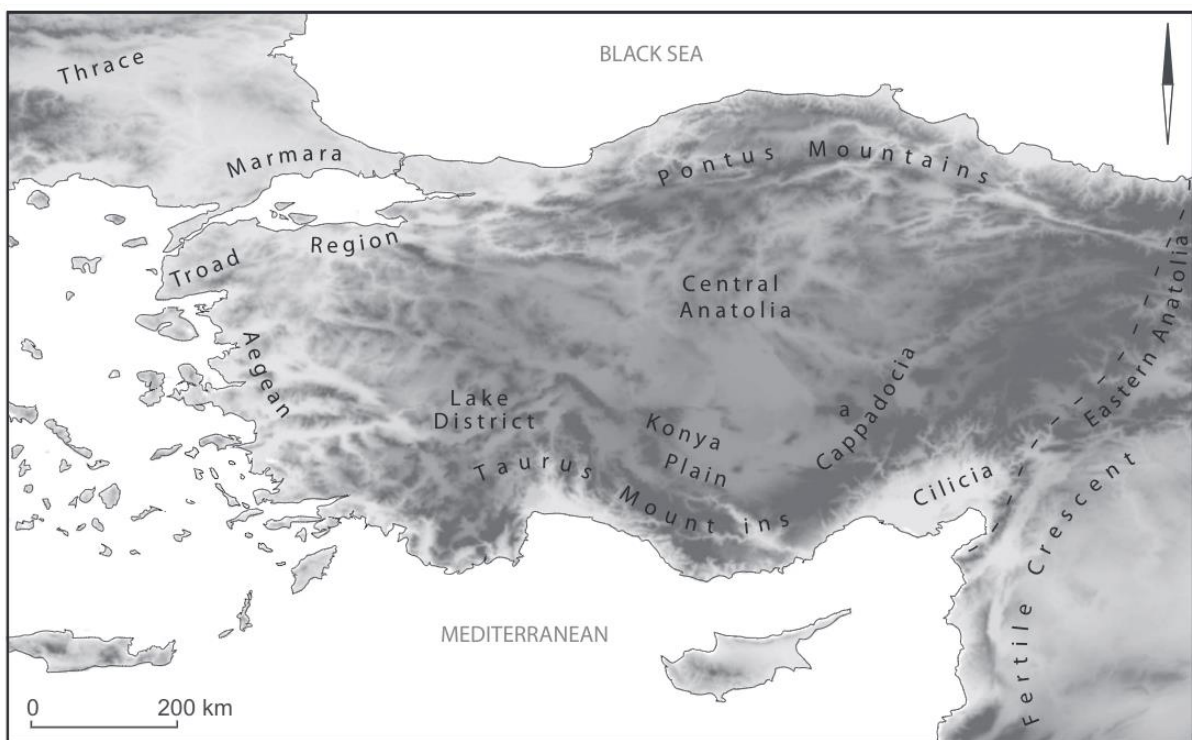 BLACK SEA
Thrace
Marmara
Region
Troad
Pontus Mountains
Central
Anatolia
Eastern Anatolia
Aegean
Lake
District
Konya
Plain
a
Cappadocia
Taurus Mount ins
Cilicia
Fertile Crescent
MEDITERRANEAN
0 200 km